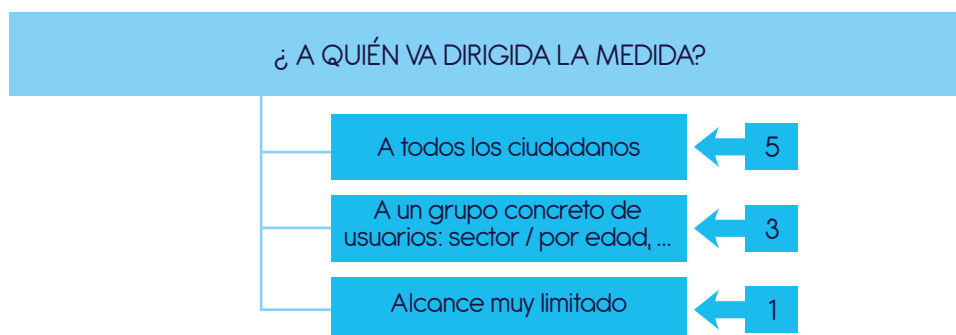 ¿ A QUIÉN VA DIRIGIDA LA MEDIDA?
A todos los ciudadanos
5
A un grupo concreto de
usuarios: sector / por edad, ...
3
Alcance muy limitado
1